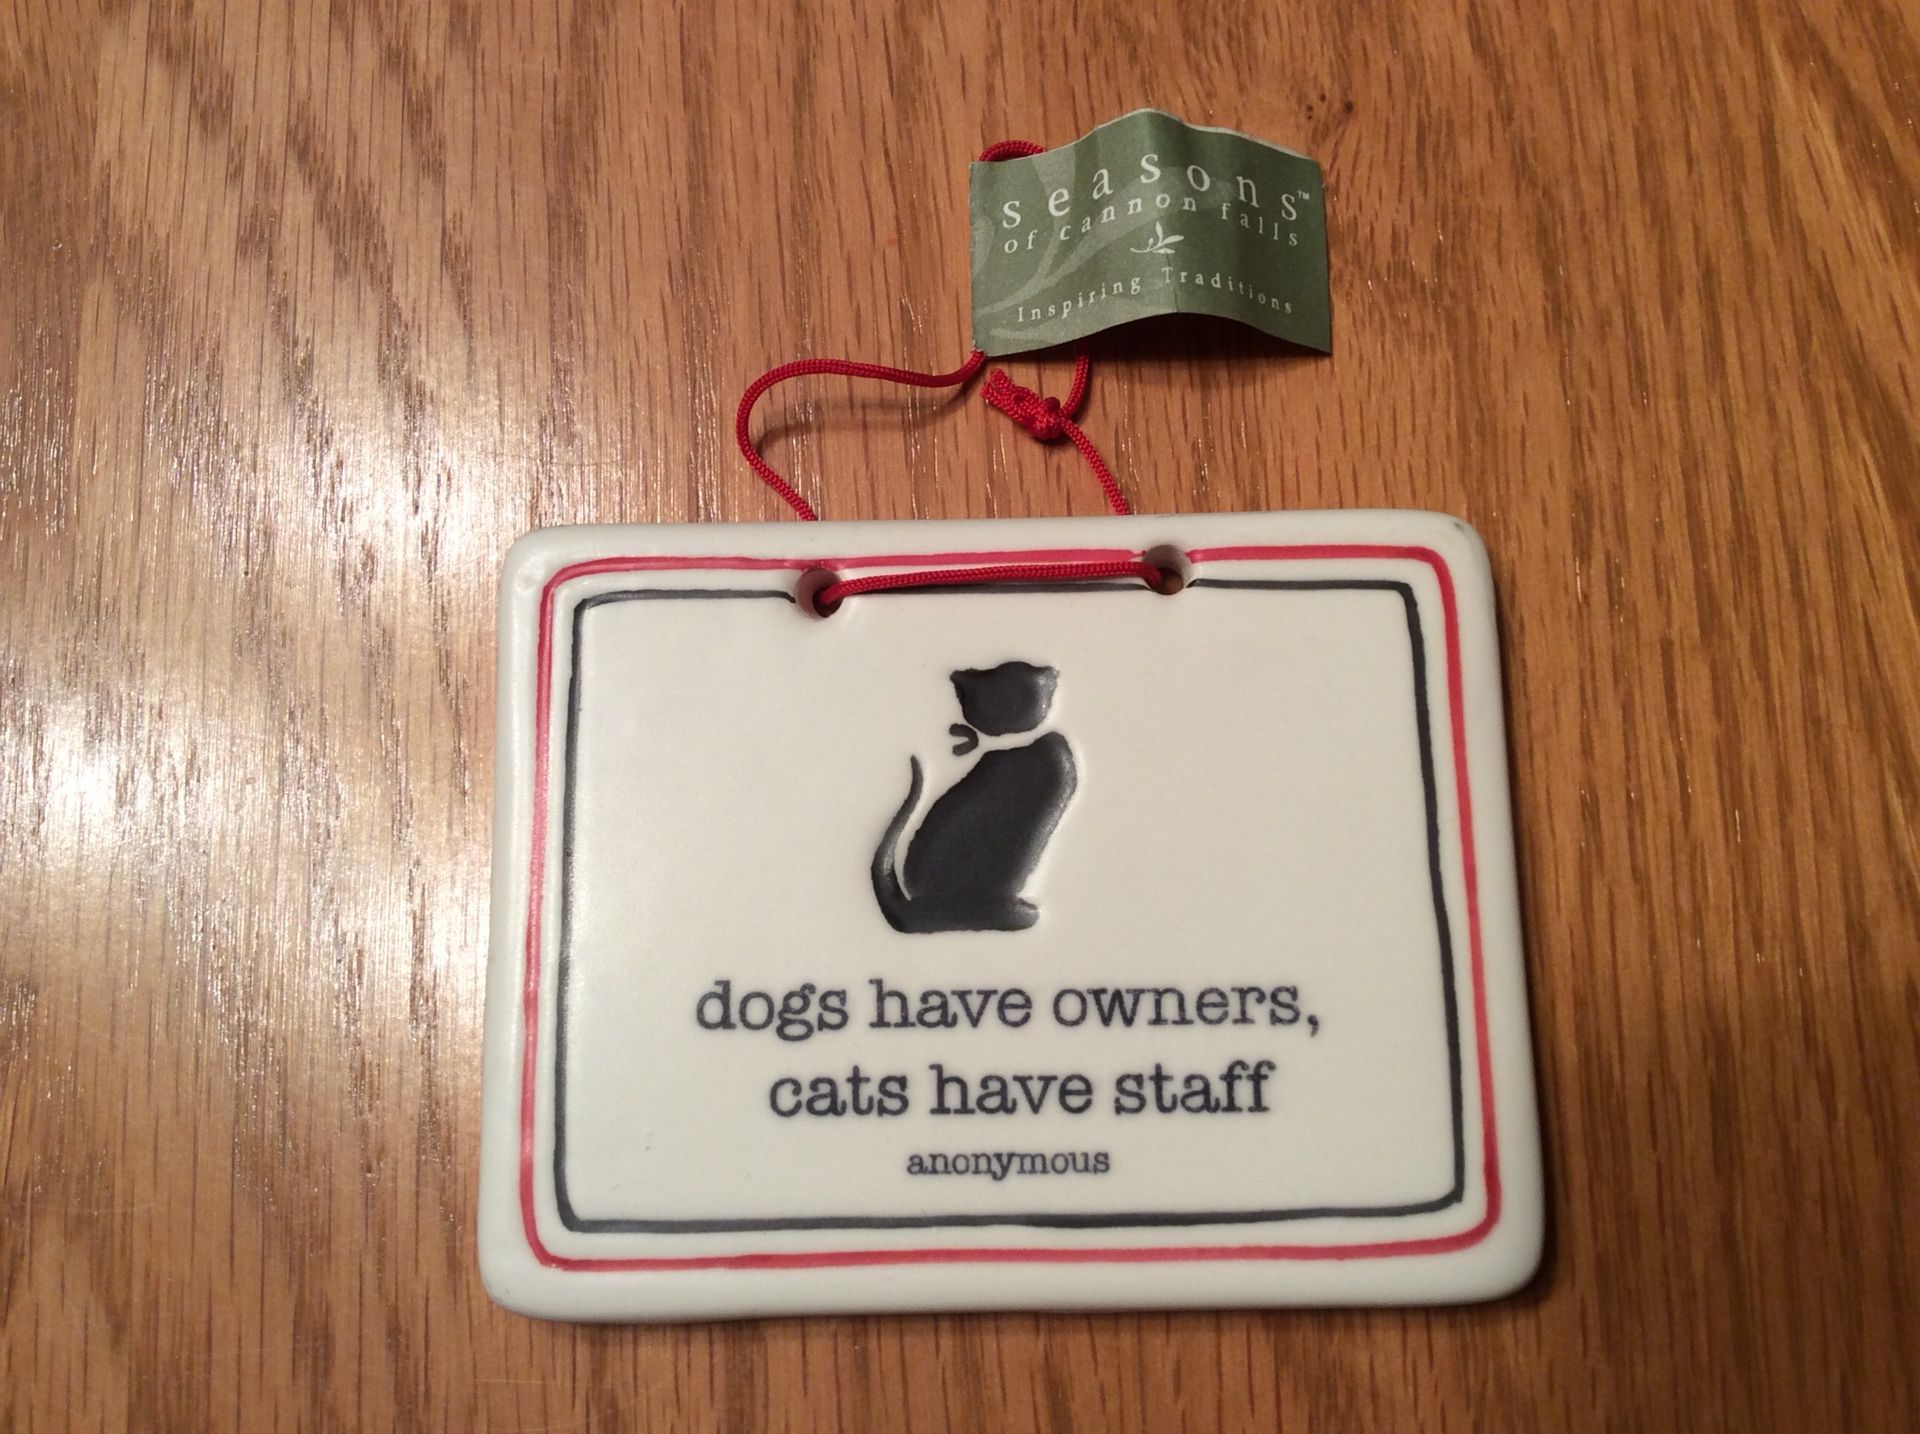 seasons™
of cannon falls
Inspiring Traditions
dogs have owners,
cats have staff
anonymous